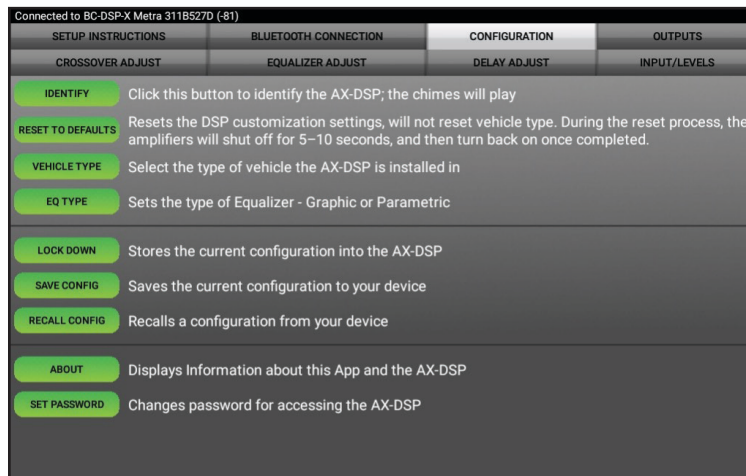 Connected to BC-DSP-X Metra 311B527D (-81)
SETUP INSTRUCTIONS BLUETOOTH CONNECTION CONFIGURATION OUTPUTS
CROSSOVER ADJUST EQUALIZER ADJUST DELAY ADJUST INPUT/LEVELS
IDENTIFY Click this button to identify the AX-DSP; the chimes will play
RESET TO DEFAULTS Resets the DSP customization settings, will not reset vehicle type. During the reset process, the
amplifiers will shut off for 5–10 seconds, and then turn back on once completed.
VEHICLE TYPE Select the type of vehicle the AX-DSP is installed in
EQ TYPE Sets the type of Equalizer - Graphic or Parametric
LOCK DOWN Stores the current configuration into the AX-DSP
SAVE CONFIG Saves the current configuration to your device
RECALL CONFIG Recalls a configuration from your device
ABOUT Displays Information about this App and the AX-DSP
SET PASSWORD Changes password for accessing the AX-DSP